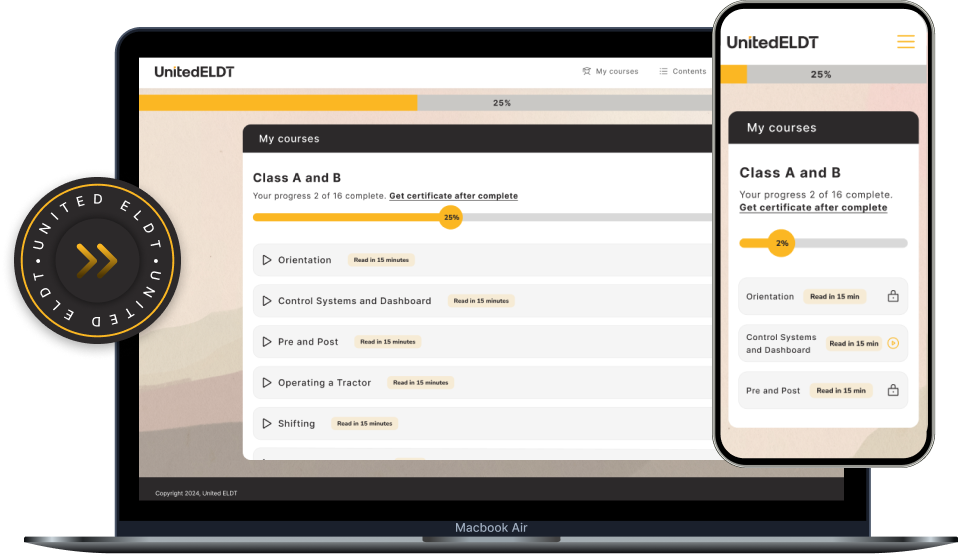 UnitedELDT
My courses
Contents
25%
My courses
Class A and B
Your progress 2 of 16 complete. Get certificate after complete
25%
Orientation Read in 15 minutes
Control Systems and Dashboard Read in 15 minutes
Pre and Post Read in 15 minutes
Operating a Tractor Read in 15 minutes
Shifting Read in 15 minutes
Copyright 2024, United ELDT
Macbook Air
UNITED ELDT • UNITED ELDT •
UnitedELDT
25%
My courses
Class A and B
Your progress 2 of 16 complete.
Get certificate after complete
2%
Orientation Read in 15 min
Control Systems
and Dashboard Read in 15 min
Pre and Post Read in 15 min